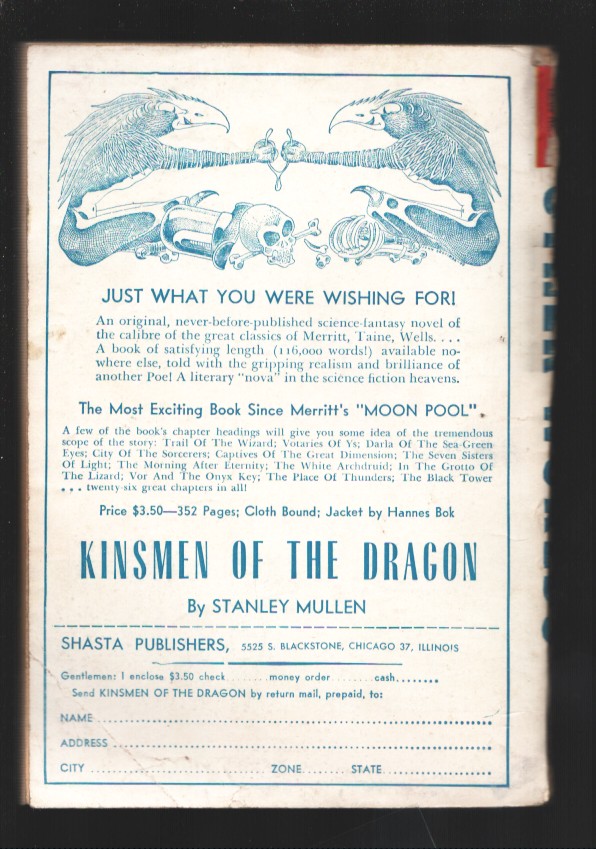 JUST WHAT YOU WERE WISHING FOR!
An original, never-before-published science-fantasy novel of
the calibre of the great classics of Merritt, Taine, Wells. . . .
A book of satisfying length (116,000 words!) available no-
where else, told with the gripping realism and brilliance of
another Poe! A literary "nova" in the science fiction heavens.
The Most Exciting Book Since Merritt's "MOON POOL".
A few of the book's chapter headings will give you some idea of the tremendous
scope of the story: Trail Of The Wizard; Votaries Of Ys; Darla Of The Sea-Green
Eyes; City Of The Sorcerers; Captives Of The Great Dimension; The Seven Sisters
Of Light; The Morning After Eternity; The White Archdruid; In The Grotto Of
The Lizard; Vor And The Onyx Key; The Place Of Thunders; The Black Tower
. . . twenty-six great chapters in all!
Price $3.50—352 Pages; Cloth Bound; Jacket by Hannes Bok
KINSMEN OF THE DRAGON
By STANLEY MULLEN
SHASTA PUBLISHERS, 5525 S. BLACKSTONE, CHICAGO 37, ILLINOIS
Gentlemen: I enclose $3.50 check ........ money order ........ cash........
Send KINSMEN OF THE DRAGON by return mail, prepaid, to:
NAME ........................................
ADDRESS ........................................
CITY ........................................ ZONE........ STATE........................